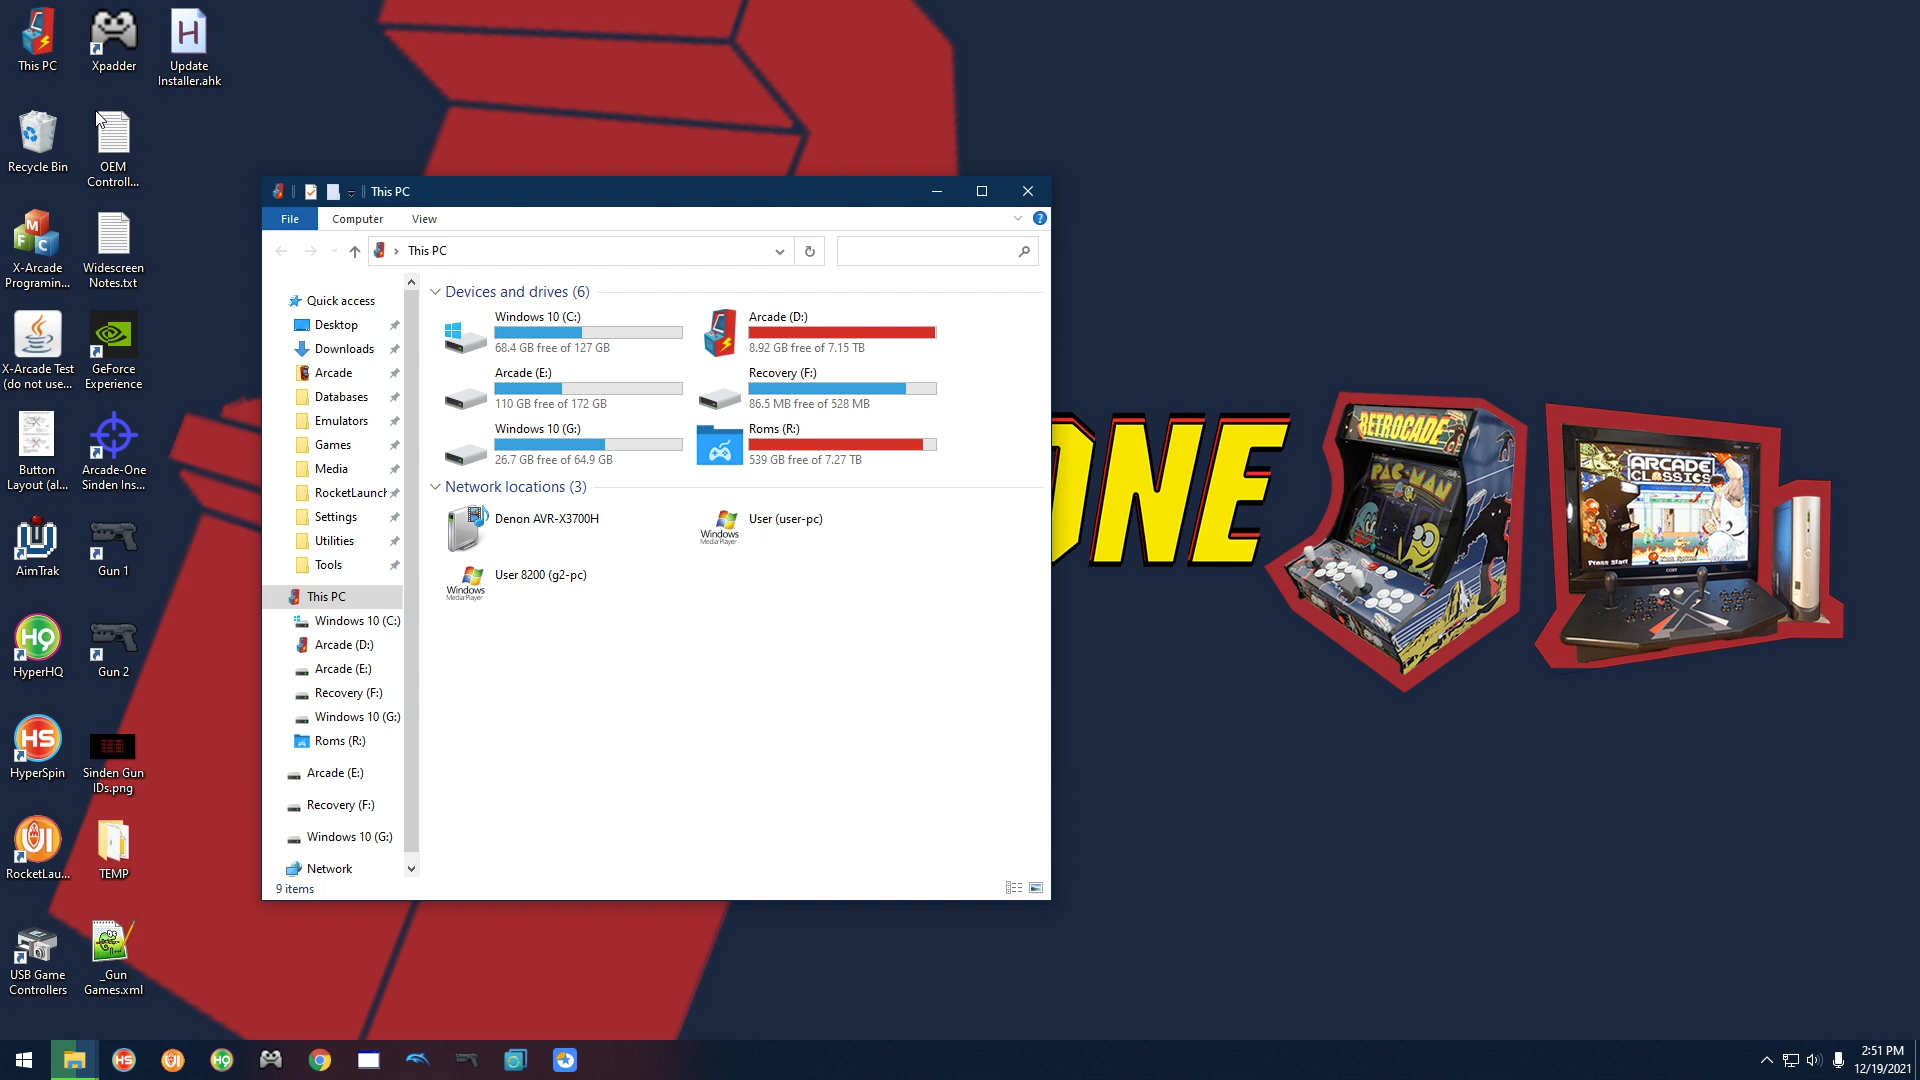 This PC
Xpadder
Update
Installer.ahk
Recycle Bin
OEM
Controll...
X-Arcade
Programin...
Widescreen
Notes.txt
X-Arcade Test
(do not use...
GeForce
Experience
Button
Layout (al...
Arcade-One
Sinden Ins...
AimTrak
Gun 1
HyperHQ
Gun 2
HyperSpin
Sinden Gun
IDs.png
RocketLau...
TEMP
USB Game
Controllers
_Gun
Games.xml
This PC
File
Computer
View
This PC
Quick access
Desktop
Downloads
Arcade
Databases
Emulators
Games
Media
RocketLaunch
Settings
Utilities
Tools
This PC
Windows 10 (C:)
Arcade (D:)
Arcade (E:)
Recovery (F:)
Windows 10 (G:)
Roms (R:)
Arcade (E:)
Recovery (F:)
Windows 10 (G:)
Network
9 items
Devices and drives (6)
Windows 10 (C:)
68.4 GB free of 127 GB
Arcade (D:)
8.92 GB free of 7.15 TB
Arcade (E:)
110 GB free of 172 GB
Recovery (F:)
86.5 MB free of 528 MB
Windows 10 (G:)
26.7 GB free of 64.9 GB
Roms (R:)
539 GB free of 7.27 TB
Network locations (3)
Denon AVR-X3700H
User (user-pc)
Windows
Media Player
User 8200 (g2-pc)
Windows
Media Player
ONE
RETROCADE
PAC-MAN
ARCADE
CLASSICS
Press Start
2:51 PM
12/19/2021